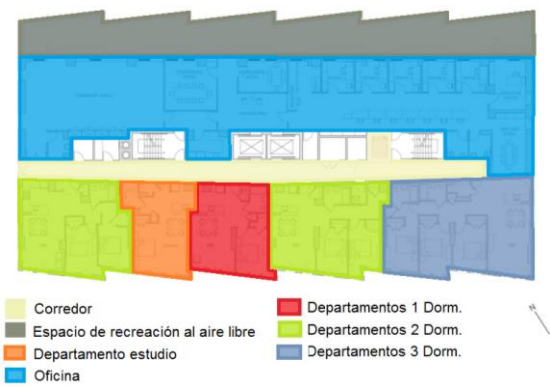 Corredor
Espacio de recreación al aire libre
Departamento estudio
Oficina
Departamentos 1 Dorm.
Departamentos 2 Dorm.
Departamentos 3 Dorm.
N